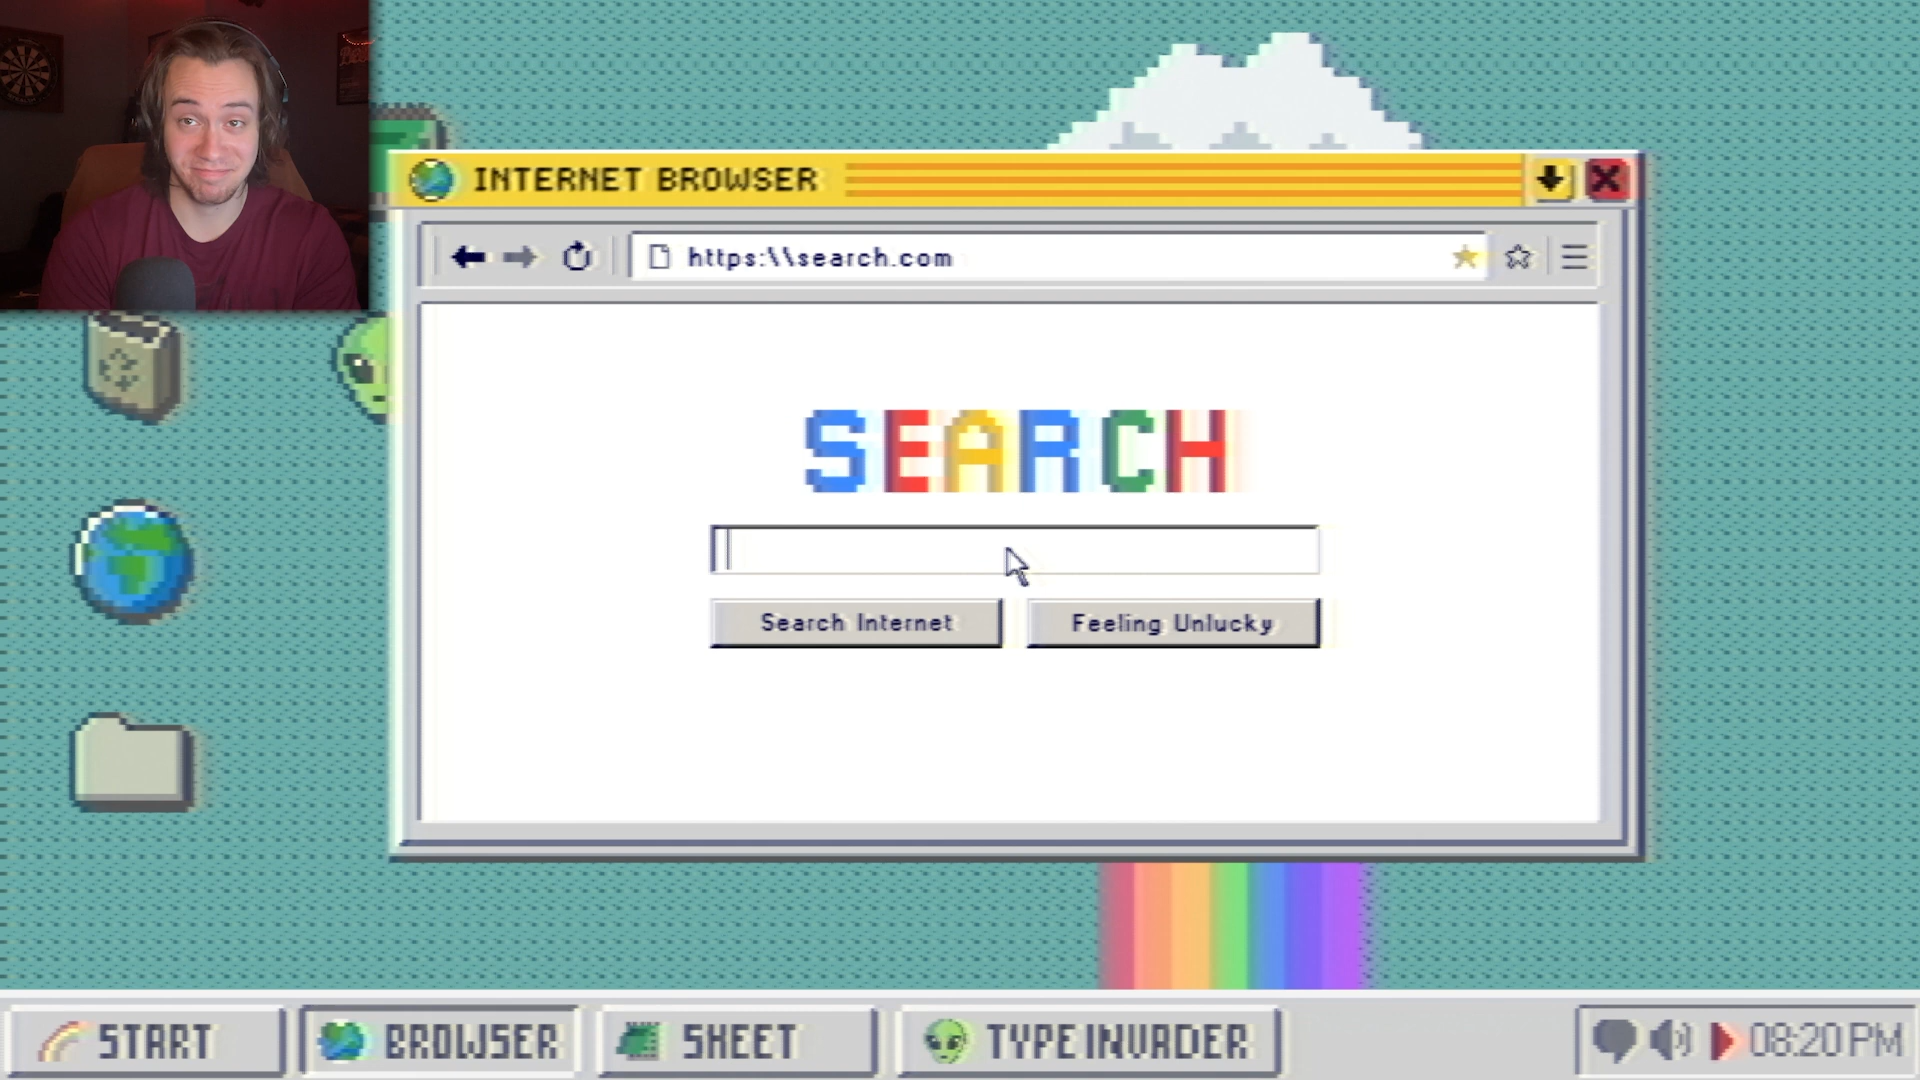 INTERNET BROWSER
https:\\search.com
SEARCH
Search Internet
Feeling Unlucky
START
BROWSER
SHEET
TYPE INVADER
08:20 PM